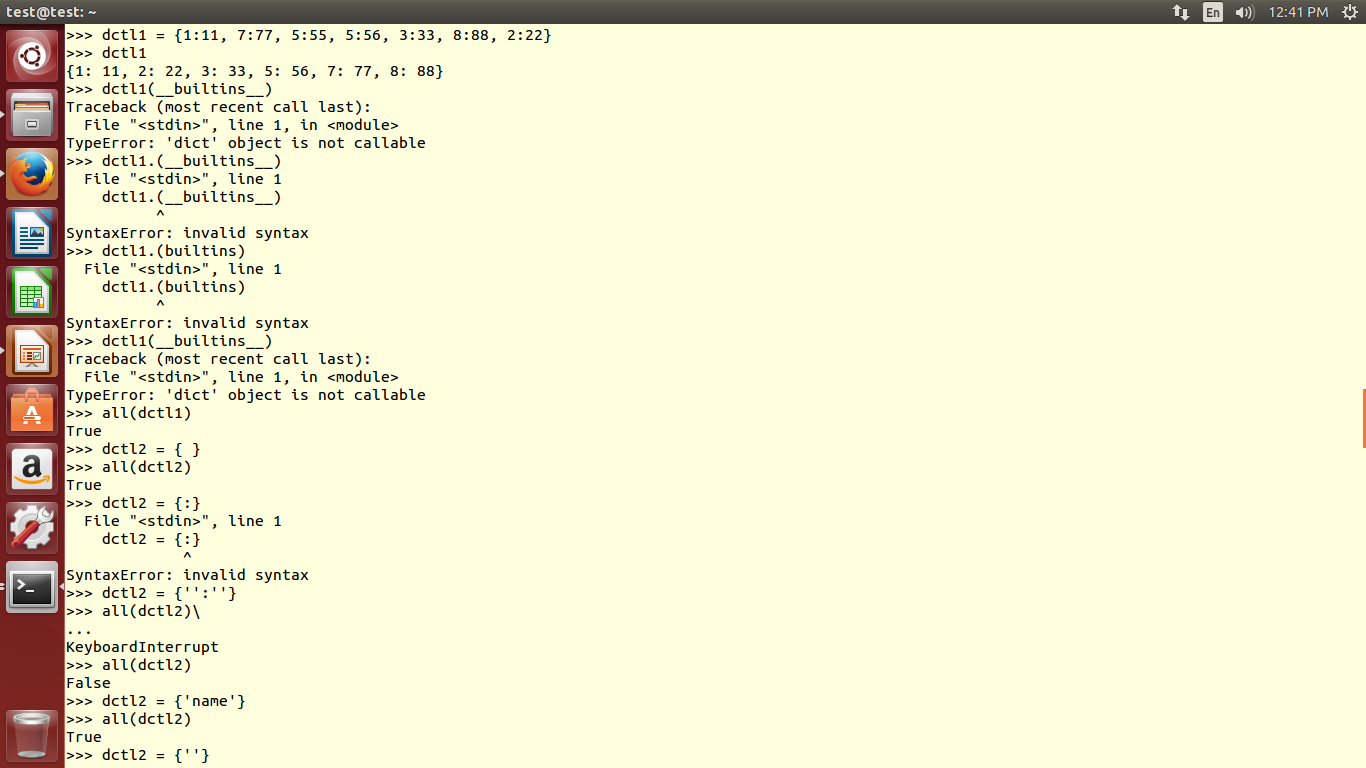 test@test: ~
En
12:41 PM
>>> dctl1 = {1:11, 7:77, 5:55, 5:56, 3:33, 8:88, 2:22}
>>> dctl1
{1: 11, 2: 22, 3: 33, 5: 56, 7: 77, 8: 88}
>>> dctl1(__builtins__)
Traceback (most recent call last):
  File "<stdin>", line 1, in <module>
TypeError: 'dict' object is not callable
>>> dctl1.(__builtins__)
  File "<stdin>", line 1
    dctl1.(__builtins__)
          ^
SyntaxError: invalid syntax
>>> dctl1.(builtins)
  File "<stdin>", line 1
    dctl1.(builtins)
          ^
SyntaxError: invalid syntax
>>> dctl1(__builtins__)
Traceback (most recent call last):
  File "<stdin>", line 1, in <module>
TypeError: 'dict' object is not callable
>>> all(dctl1)
True
>>> dctl2 = { }
>>> all(dctl2)
True
>>> dctl2 = {:}
  File "<stdin>", line 1
    dctl2 = {:}
             ^
SyntaxError: invalid syntax
>>> dctl2 = {'':''}
>>> all(dctl2)\
...
KeyboardInterrupt
>>> all(dctl2)
False
>>> dctl2 = {'name'}
>>> all(dctl2)
True
>>> dctl2 = {''}